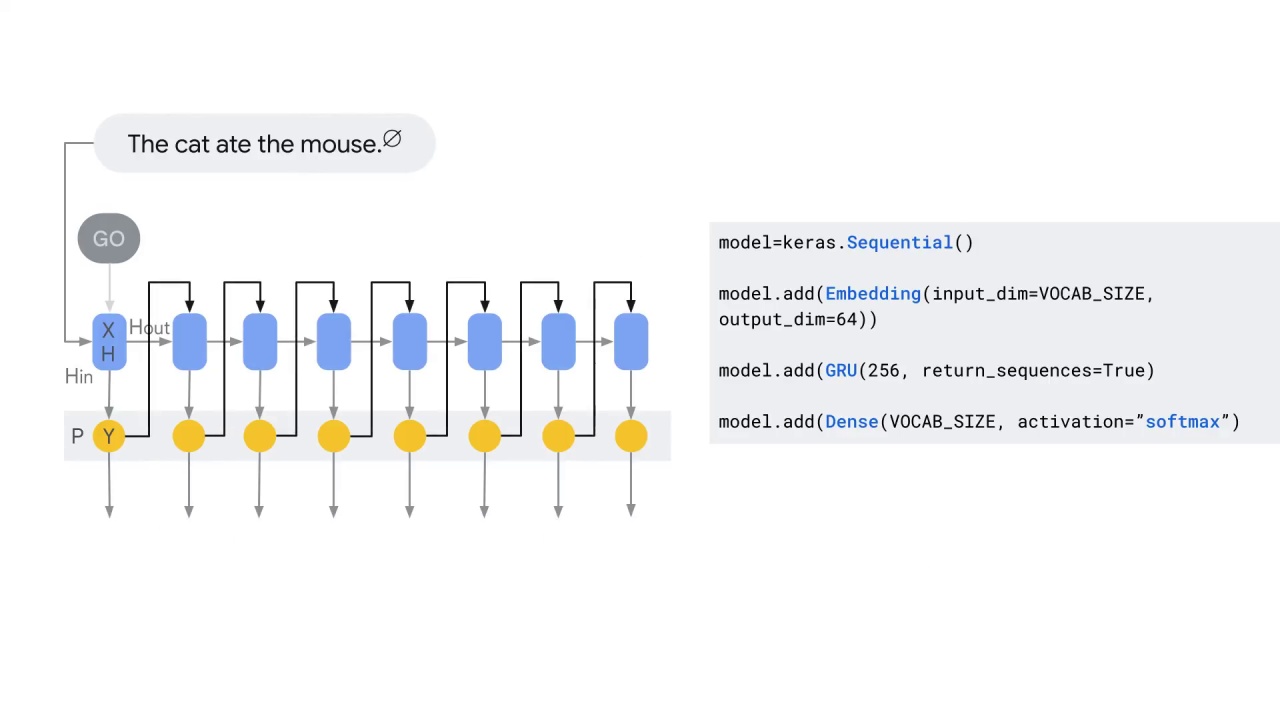 The cat ate the mouse.∅
GO
X
H
Hout
Hin
P
Y
model=keras.Sequential()
model.add(Embedding(input_dim=VOCAB_SIZE,
output_dim=64))
model.add(GRU(256, return_sequences=True)
model.add(Dense(VOCAB_SIZE, activation=”softmax”)